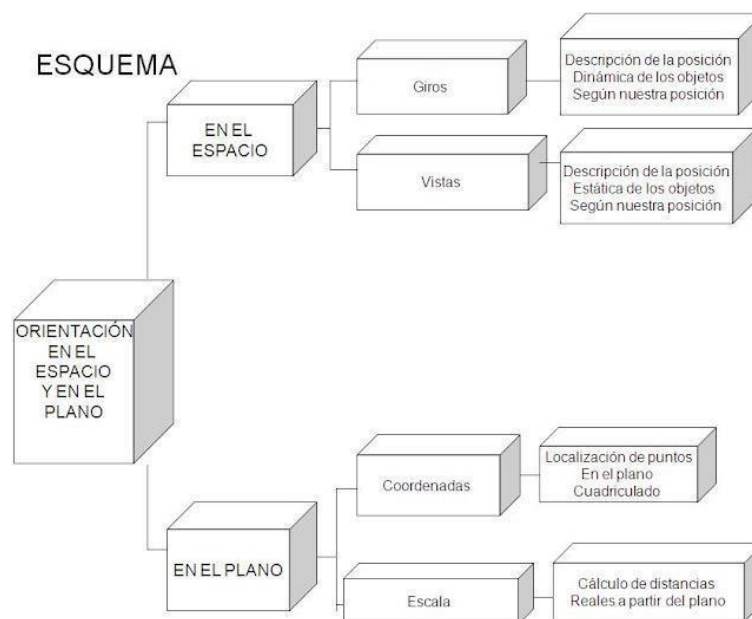 ESQUEMA
EN EL
ESPACIO
Giros
Descripción de la posición
Dinámica de los objetos
Según nuestra posición
Vistas
Descripción de la posición
Estática de los objetos
Según nuestra posición
ORIENTACIÓN
EN EL
ESPACIO
Y EN EL
PLANO
EN EL PLANO
Coordenadas
Localización de puntos
En el plano
Cuadriculado
Escala
Cálculo de distancias
Reales a partir del plano